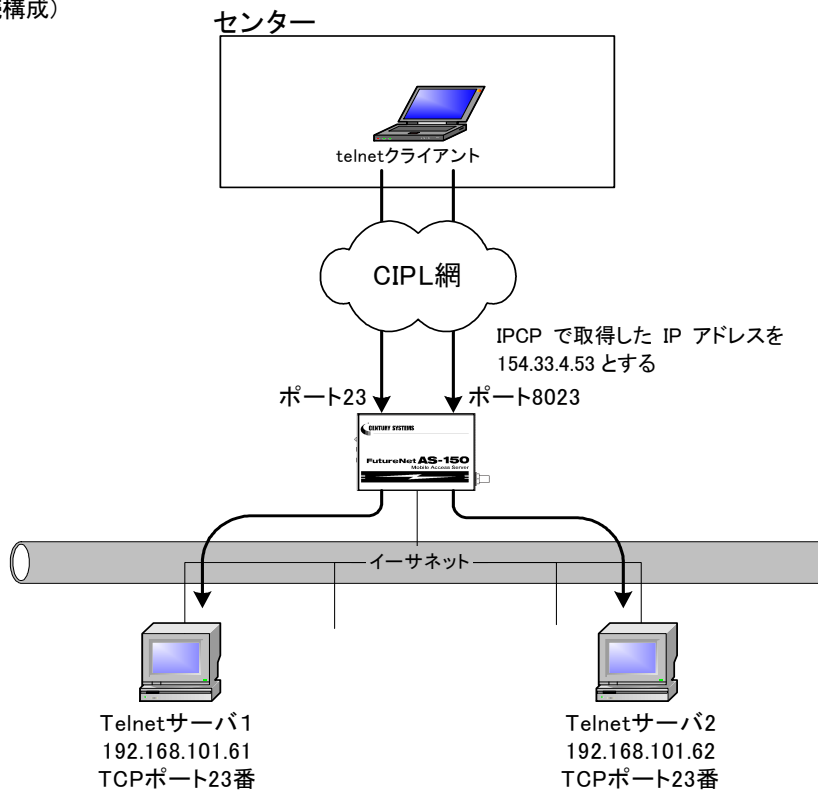 続構成）
センター
telnetクライアント
CIPL網
IPCP で取得した IP アドレスを
154.33.4.53 とする
ポート23
ポート8023
CENTURY SYSTEMS
FutureNet AS-150
Mobile Access Server
イーサネット
Telnetサーバ1
192.168.101.61
TCPポート23番
Telnetサーバ2
192.168.101.62
TCPポート23番